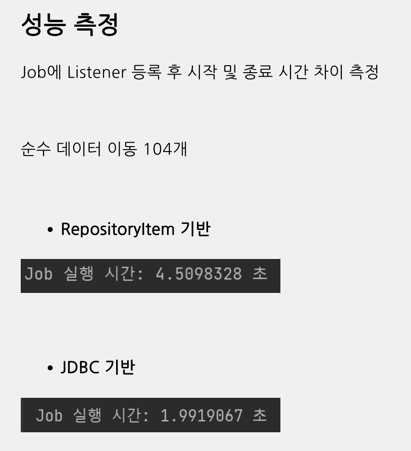 성능 측정
Job에 Listener 등록 후 시작 및 종료 시간 차이 측정
순수 데이터 이동 104개
• RepositoryItem 기반
Job 실행 시간: 4.5098328 초
• JDBC 기반
Job 실행 시간: 1.9919067 초